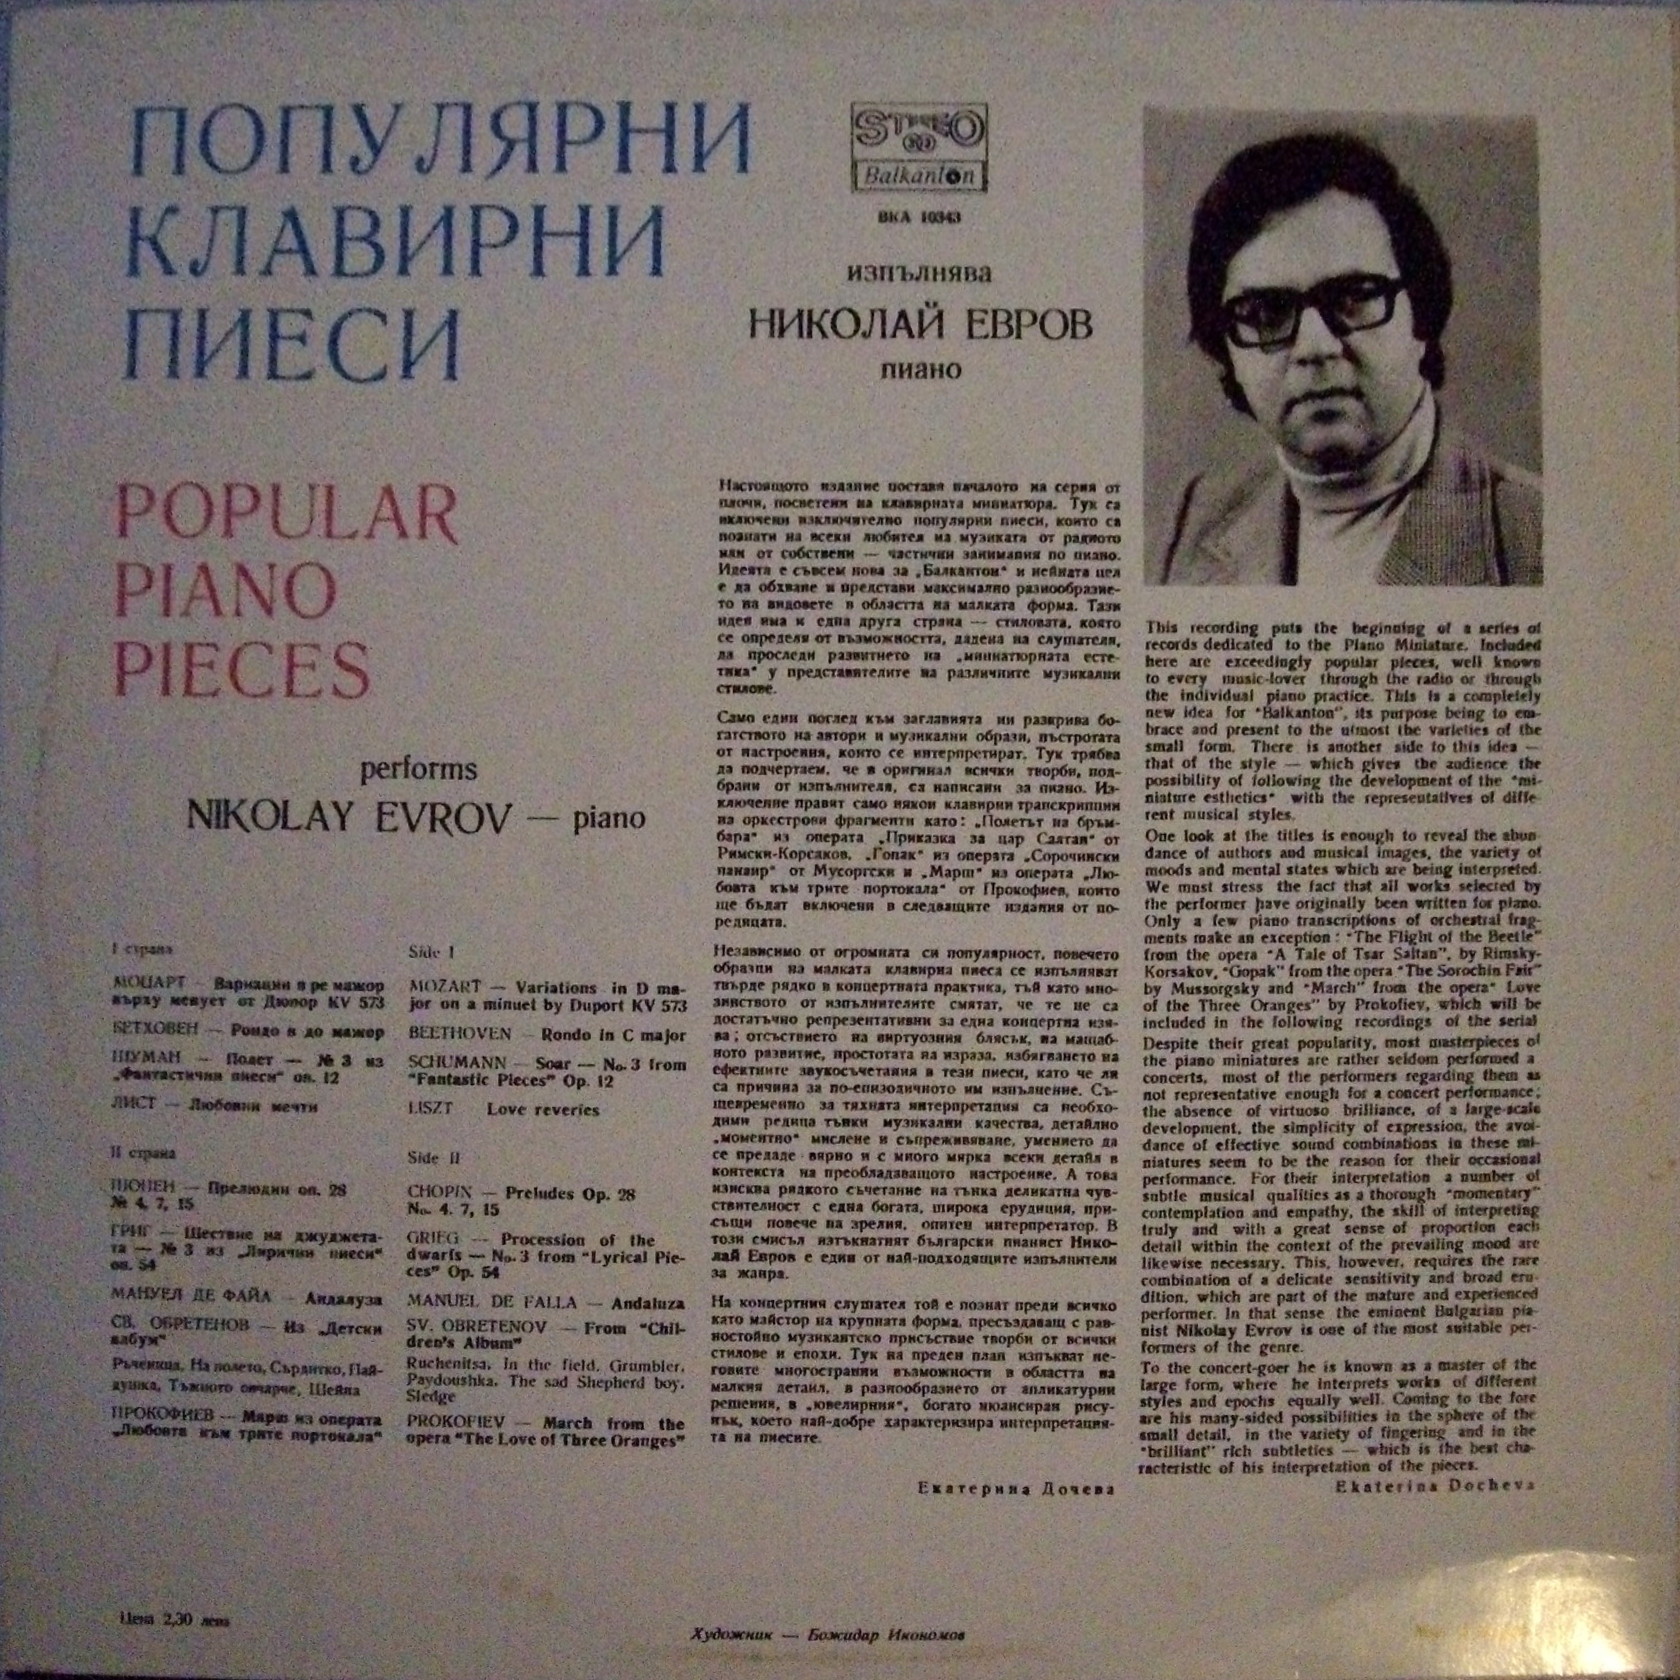 ПОПУЛЯРНИ
КЛАВИРНИ
ПИЕСИ
POPULAR
PIANO
PIECES
performs
NIKOLAY EVROV — piano
STEREO
Balkanton
ВКА 10343
изпълнява
НИКОЛАЙ ЕВРОВ
пиано
I страна
МОЦАРТ — Вариации в ре мажор
върху менует от Дюпор KV 573
БЕТХОВЕН — Рондо в до мажор
ШУМАН — Полет — № 3 из
„Фантастични пиеси“ оп. 12
ЛИСТ — Любовни мечти
II страна
ШОПЕН — Прелюдии оп. 28
№ 4, 7, 15
ГРИГ — Шествие на джуджета-
та — № 3 из „Лирични пиеси“
оп. 54
МАНУЕЛ ДЕ ФАЙА — Андалуза
СВ. ОБРЕТЕНОВ — Из „Детски
албум“
Ръченица, На полето, Сърдитко, Пай-
душка, Тъжното овчарче, Шейна
ПРОКОФИЕВ — Марш из операта
„Любовта към трите портокала“
Side I
MOZART — Variations in D ma-
jor on a minuet by Duport KV 573
BEETHOVEN — Rondo in C major
SCHUMANN — Soar — No. 3 from
“Fantastic Pieces” Op. 12
LISZT Love reveries
Side II
CHOPIN — Preludes Op. 28
No. 4. 7, 15
GRIEG — Procession of the
dwarfs — No. 3 from “Lyrical Pie-
ces” Op. 54
MANUEL DE FALLA — Andaluza
SV. OBRETENOV — From “Chil-
dren's Album”
Ruchenitsa, In the field, Grumbler,
Paydoushka, The sad Shepherd boy,
Sledge
PROKOFIEV — March from the
opera “The Love of Three Oranges”
Настоящото издание поставя началото на серия от
плочи, посветени на клавирната миниатюра. Тук са
включени изключително популярни пиеси, които са
познати на всеки любител на музиката от радиото
или от собствени — частични занимания по пиано.
Идеята е съвсем нова за „Балкантон“ и нейната цел
е да обхване и представи максимално разнообразие-
то на видовете в областта на малката форма. Тази
идея има и една друга страна — стиловата, която
се определя от възможността, дадена на слушателя,
да проследи развитието на „миниатюрната есте-
тика“ у представителите на различните музикални
стилове.
Само един поглед към заглавията ни разкрива бо-
гатството на автори и музикални образи, пъстротата
от настроения, които се интерпретират. Тук трябва
да подчертаем, че в оригинал всички творби, под-
брани от изпълнителя, са написани за пиано. Из-
ключение правят само някои клавирни транскрипции
на оркестрови фрагменти като: „Полетът на бръм-
бара“ из операта „Приказка за цар Салтан“ от
Римски-Корсаков, „Гопак“ из операта „Сорочински
панаир“ от Мусоргски и „Марш“ из операта „Лю-
бовта към трите портокала“ от Прокофиев, които
ще бъдат включени в следващите издания от по-
редицата.
Независимо от огромната си популярност, повечето
образци на малката клавирна пиеса се изпълняват
твърде рядко в концертната практика, тъй като мно-
зинството от изпълнителите смятат, че те не са
достатъчно репрезентативни за една концертна изя-
ва; отсъствието на виртуозния блясък, на мащаб-
ното развитие, простотата на израза, избягването на
ефектните звукосъчетания в тези пиеси, като че ли
са причина за по-епизодичното им изпълнение. Съ-
щевременно за тяхната интерпретация са необхо-
дими редица тънки музикални качества, детайлно
„моментно“ мислене и съпреживяване, умението да
се предаде вярно и с много мярка всеки детайл в
контекста на преобладаващото настроение. А това
изисква рядкото съчетание на тънка деликатна чув-
ствителност с една богата, широка ерудиция, при-
същи повече на зрелия, опитен интерпретатор. В
този смисъл изтъкнатият български пианист Нико-
лай Евров е един от най-подходящите изпълнители
за жанра.
На концертния слушател той е познат преди всичко
като майстор на крупната форма, пресъздаващ с рав-
ностойно музикантско присъствие творби от всички
стилове и епохи. Тук на преден план изпъкват не-
говите многостранни възможности в областта на
малкия детайл, в разнообразието от апликатурни
решения, в „ювелирния“, богато нюансиран рису-
нък, което най-добре характеризира интерпретация-
та на пиесите.
Екатерина Дочева
This recording puts the beginning of a series of
records dedicated to the Piano Miniature. Included
here are exceedingly popular pieces, well known
to every music-lover through the radio or through
the individual piano practice. This is a completely
new idea for “Balkanton”, its purpose being to em-
brace and present to the utmost the varieties of the
small form. There is another side to this idea —
that of the style — which gives the audience the
possibility of following the development of the “mi-
niature esthetics” with the representatives of diffe-
rent musical styles.
One look at the titles is enough to reveal the abun-
dance of authors and musical images, the variety of
moods and mental states which are being interpreted.
We must stress the fact that all works selected by
the performer have originally been written for piano.
Only a few piano transcriptions of orchestral frag-
ments make an exception: “The Flight of the Beetle”
from the opera “A Tale of Tsar Saltan”, by Rimsky-
Korsakov, “Gopak” from the opera “The Sorochin Fair”
by Mussorgsky and “March” from the opera“ Love
of the Three Oranges” by Prokofiev, which will be
included in the following recordings of the serial
Despite their great popularity, most masterpieces of
the piano miniatures are rather seldom performed a
concerts, most of the performers regarding them as
not representative enough for a concert performance;
the absence of virtuoso brilliance, of a large-scale
development, the simplicity of expression, the avoi-
dance of effective sound combinations in these mi-
niatures seem to be the reason for their occasional
performance. For their interpretation a number of
subtle musical qualities as a thorough “momentary”
contemplation and empathy, the skill of interpreting
truly and with a great sense of proportion each
detail within the context of the prevailing mood are
likewise necessary. This, however, requires the rare
combination of a delicate sensitivity and broad eru-
dition, which are part of the mature and experienced
performer. In that sense the eminent Bulgarian pia-
nist Nikolay Evrov is one of the most suitable per-
formers of the genre.
To the concert-goer he is known as a master of the
large form, where he interprets works of different
styles and epochs equally well. Coming to the fore
are his many-sided possibilities in the sphere of the
small detail, in the variety of fingering and in the
“brilliant” rich subtleties — which is the best cha-
racteristic of his interpretation of the pieces.
Ekaterina Docheva
Цена 2,30 лева
Художник — Божидар Икономов